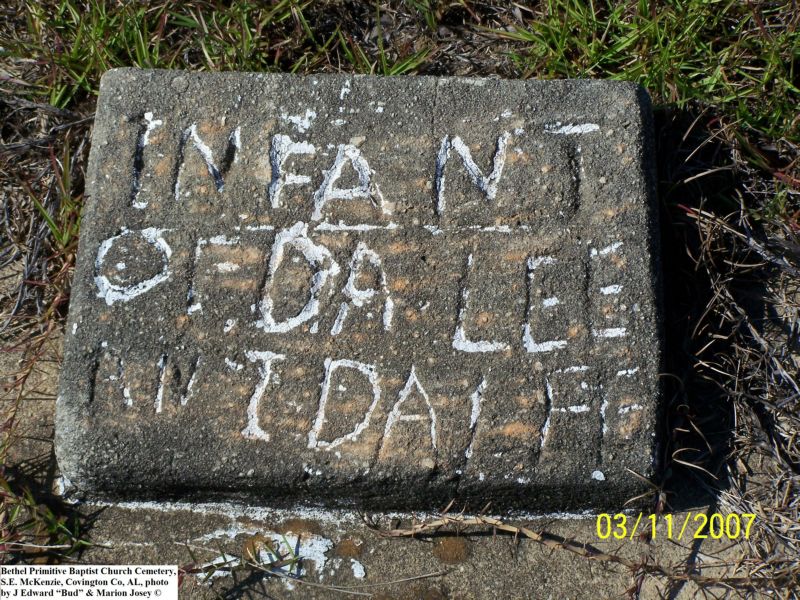 INFANT
OF DA LEE
03/11/2007
Bethel Primitive Baptist Church Cemetery,
S.E. McKenzie, Covington Co, AL, photo
by J Edward “Bud” & Marion Josey ©